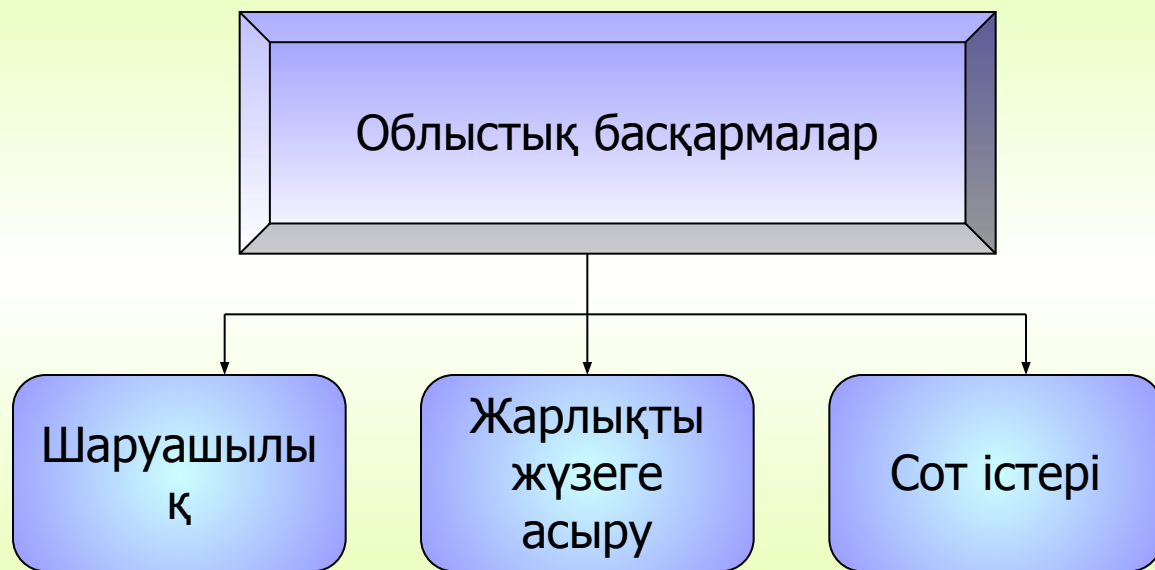 Облыстық басқармалар
Шаруашылы
қ
Жарлықты
жүзеге
асыру
Сот істері